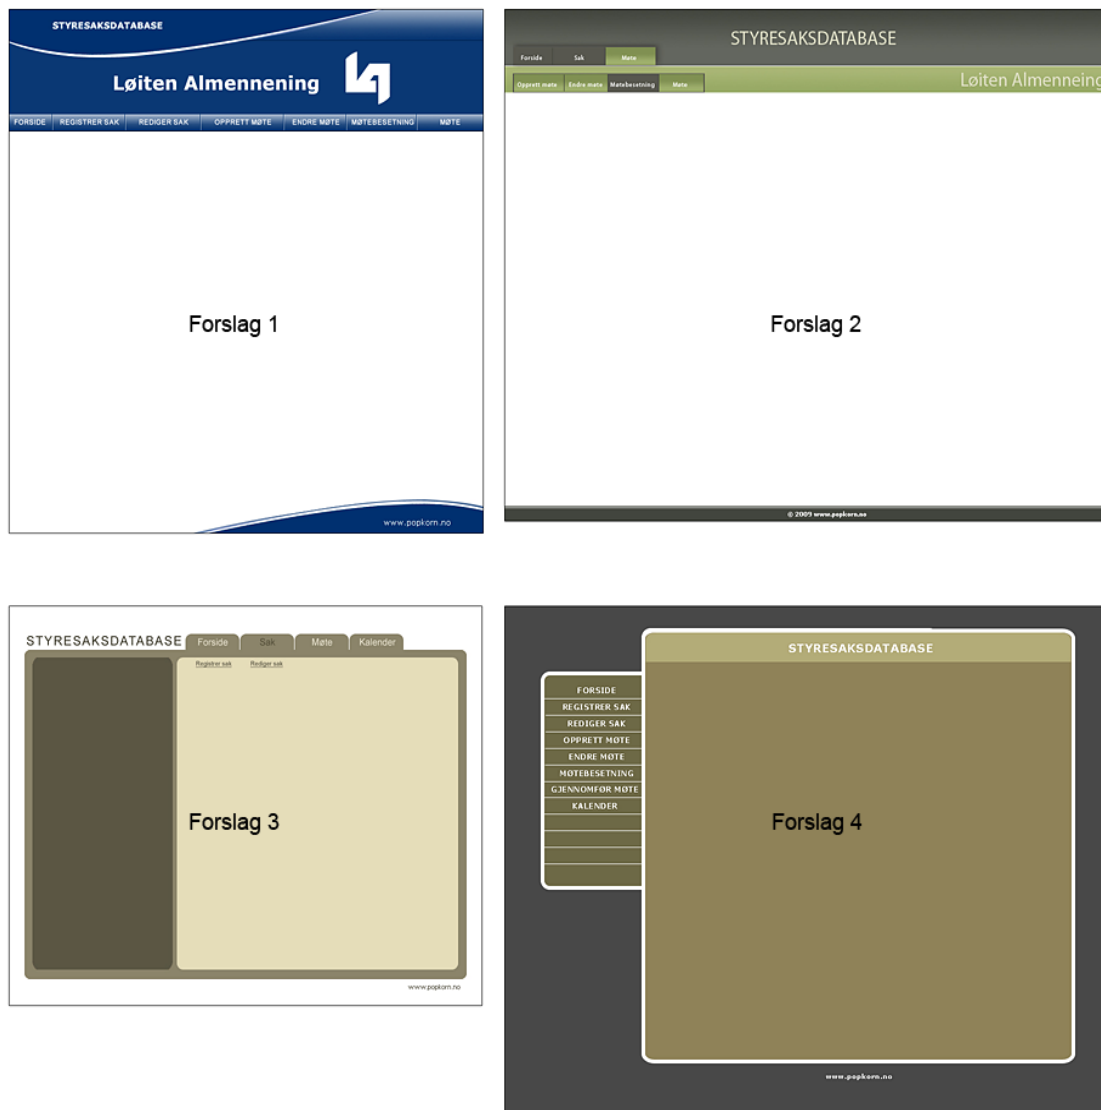 STYRESAKSDATABASE
Løiten Almennening
FORSIDE REGISTRER SAK REDIGER SAK OPPRETT MØTE ENDRE MØTE MØTEBESETNING MØTE
Forslag 1
www.popkorn.no
STYRESAKSDATABASE
Forside Sak Møte
Opprett møte Endre møte Møtebesetning Møte
Løiten Almenneing
Forslag 2
© 2009 www.popkorn.no
STYRESAKSDATABASE Forside Sak Møte Kalender
Registrer sak Rediger sak
Forslag 3
www.popkorn.no
STYRESAKSDATABASE
FORSIDE
REGISTRER SAK
REDIGER SAK
OPPRETT MØTE
ENDRE MØTE
MØTEBESETNING
GJENNOMFØR MØTE
KALENDER
Forslag 4
www.popkorn.no